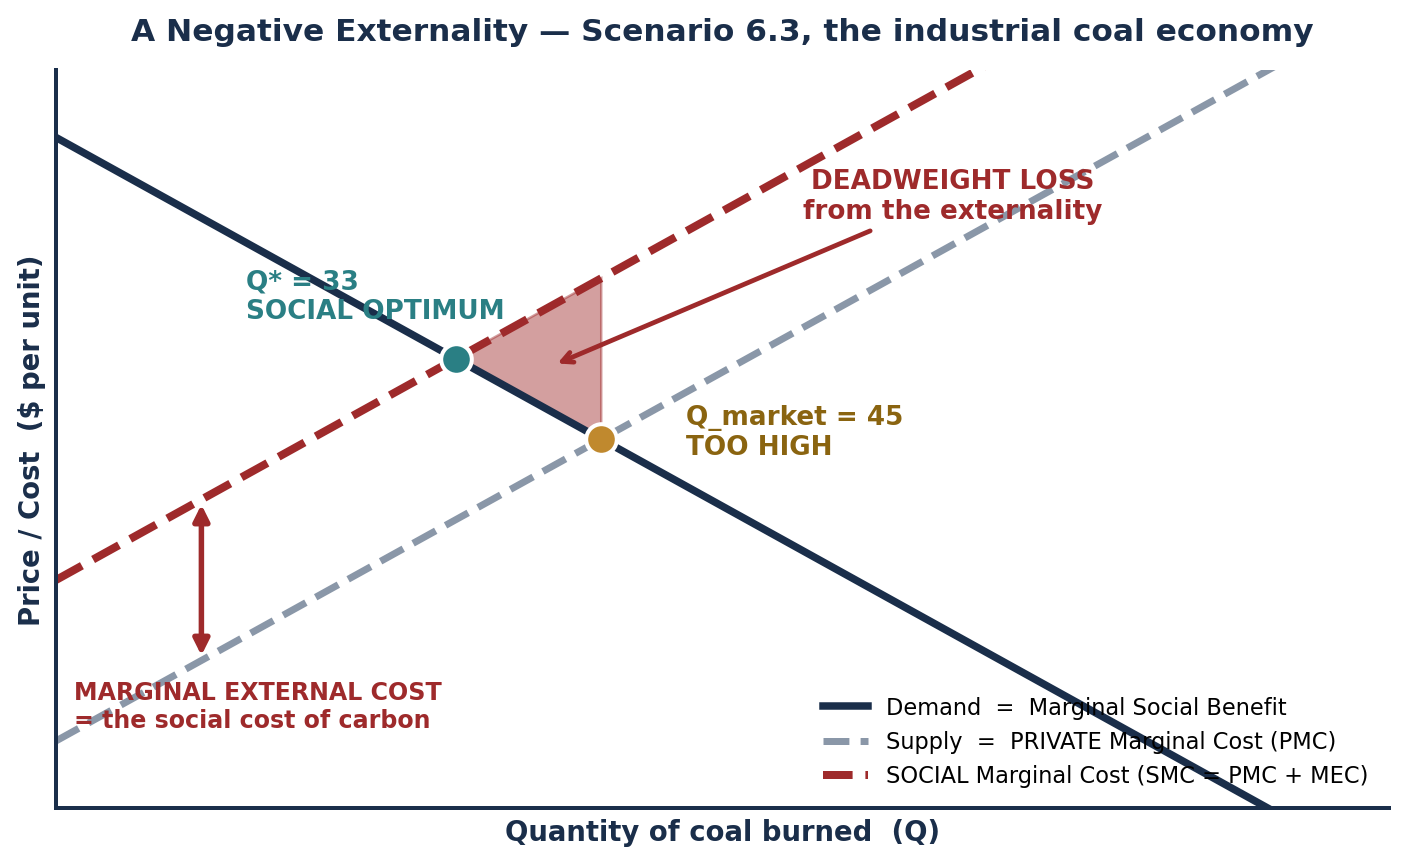 A Negative Externality — Scenario 6.3, the industrial coal economy
DEADWEIGHT LOSS
from the externality
Q* = 33
SOCIAL OPTIMUM
Q_market = 45
TOO HIGH
Price / Cost  ($ per unit)
MARGINAL EXTERNAL COST
= the social cost of carbon
Demand  =  Marginal Social Benefit
Supply  =  PRIVATE Marginal Cost (PMC)
SOCIAL Marginal Cost (SMC = PMC + MEC)
Quantity of coal burned  (Q)